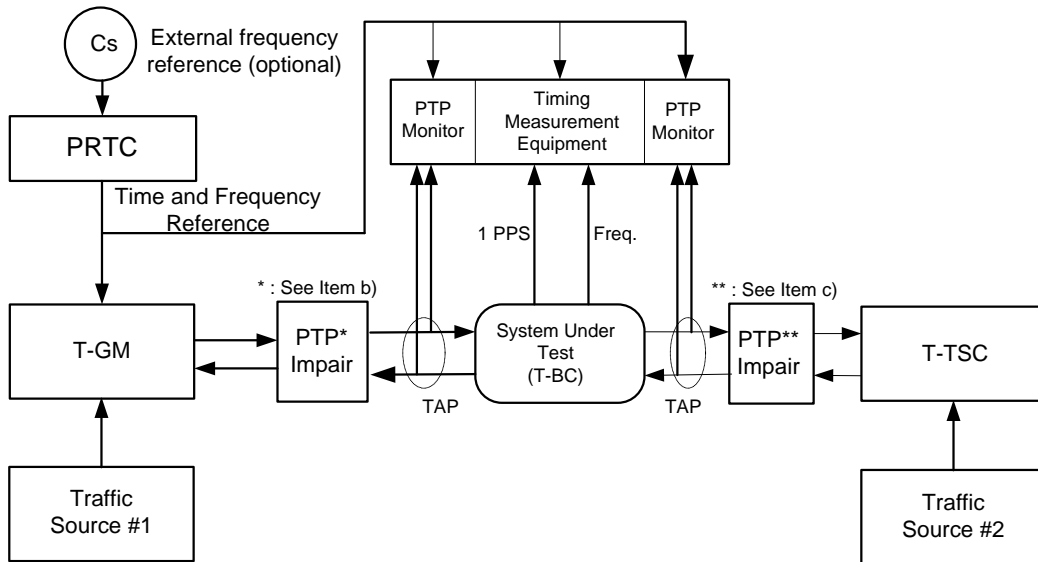 Cs
External frequency
reference (optional)
PRTC
Time and Frequency
Reference
PTP
Monitor
Timing
Measurement
Equipment
PTP
Monitor
1 PPS
Freq.
* : See Item b)
** : See Item c)
T-GM
PTP*
Impair
System Under
Test
(T-BC)
PTP**
Impair
T-TSC
TAP
TAP
Traffic
Source #1
Traffic
Source #2